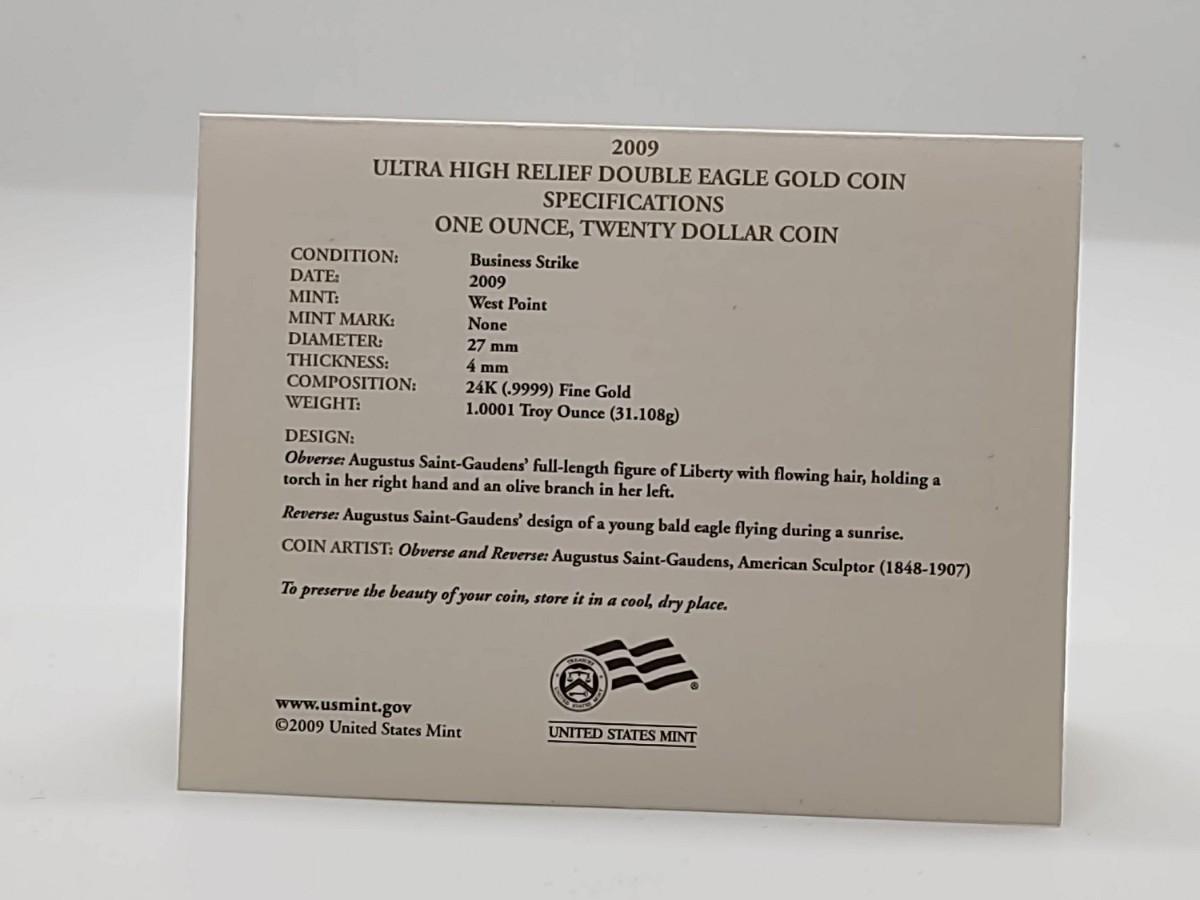 2009
ULTRA HIGH RELIEF DOUBLE EAGLE GOLD COIN
SPECIFICATIONS
ONE OUNCE, TWENTY DOLLAR COIN
CONDITION: Business Strike
DATE: 2009
MINT: West Point
MINT MARK: None
DIAMETER: 27 mm
THICKNESS: 4 mm
COMPOSITION: 24K (.9999) Fine Gold
WEIGHT: 1.0001 Troy Ounce (31.108g)
DESIGN:
Obverse: Augustus Saint-Gaudens’ full-length figure of Liberty with flowing hair, holding a
torch in her right hand and an olive branch in her left.
Reverse: Augustus Saint-Gaudens’ design of a young bald eagle flying during a sunrise.
COIN ARTIST: Obverse and Reverse: Augustus Saint-Gaudens, American Sculptor (1848-1907)
To preserve the beauty of your coin, store it in a cool, dry place.
TREASURY
UNITED STATES MINT
®
www.usmint.gov
©2009 United States Mint
UNITED STATES MINT